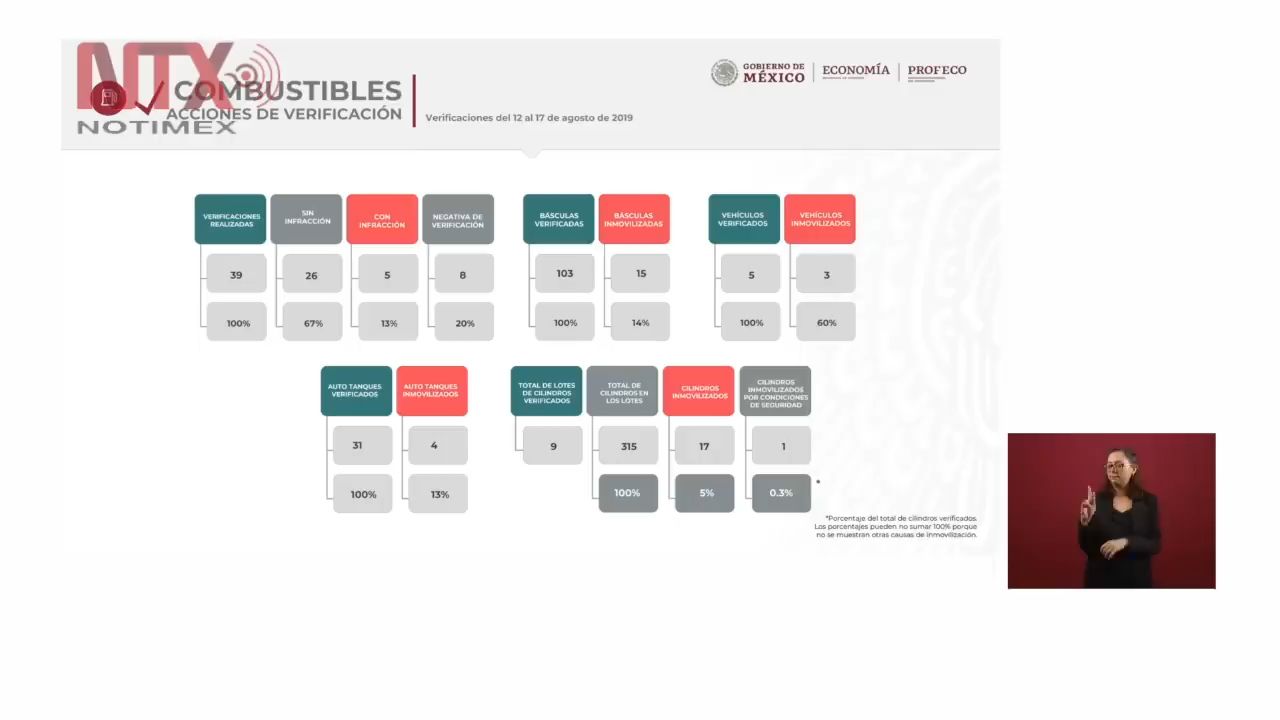 NTX
NOTIMEX
COMBUSTIBLES
ACCIONES DE VERIFICACIÓN
Verificaciones del 12 al 17 de agosto de 2019
GOBIERNO DE
MÉXICO
ECONOMÍA
PROFECO
VERIFICACIONES
REALIZADAS
39
100%
SIN
INFRACCIÓN
26
67%
CON
INFRACCIÓN
5
13%
NEGATIVA DE
VERIFICACIÓN
8
20%
BÁSCULAS
VERIFICADAS
103
100%
BÁSCULAS
INMOVILIZADAS
15
14%
VEHÍCULOS
VERIFICADOS
5
100%
VEHÍCULOS
INMOVILIZADOS
3
60%
AUTO TANQUES
VERIFICADOS
31
100%
AUTO TANQUES
INMOVILIZADOS
4
13%
TOTAL DE LOTES
DE CILINDROS
VERIFICADOS
9
TOTAL DE
CILINDROS EN
LOS LOTES
315
100%
CILINDROS
INMOVILIZADOS
17
5%
CILINDROS
INMOVILIZADOS
POR CONDICIONES
DE SEGURIDAD
1
0.3%
*
*Porcentaje del total de cilindros verificados.
Los porcentajes pueden no sumar 100% porque
no se muestran otras causas de inmovilización.